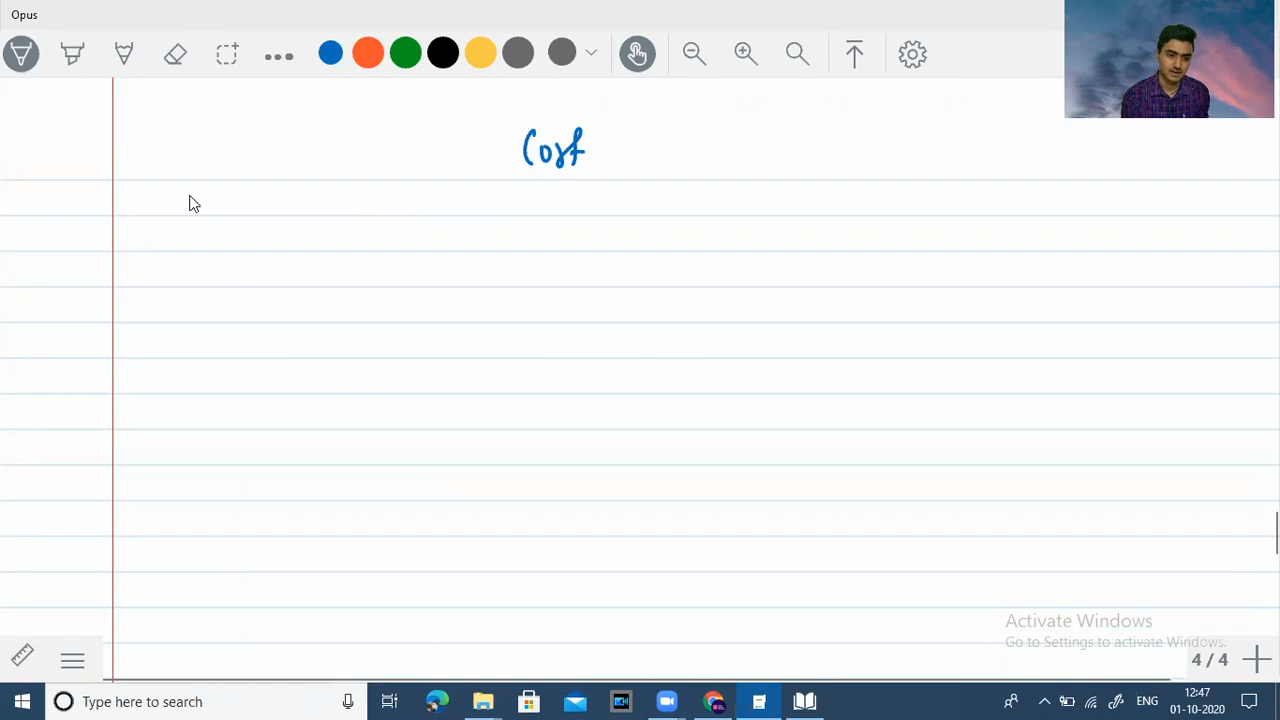 Opus
Cost
Activate Windows
Go to Settings to activate Windows.
4 / 4
Type here to search
ENG
12:47
01-10-2020